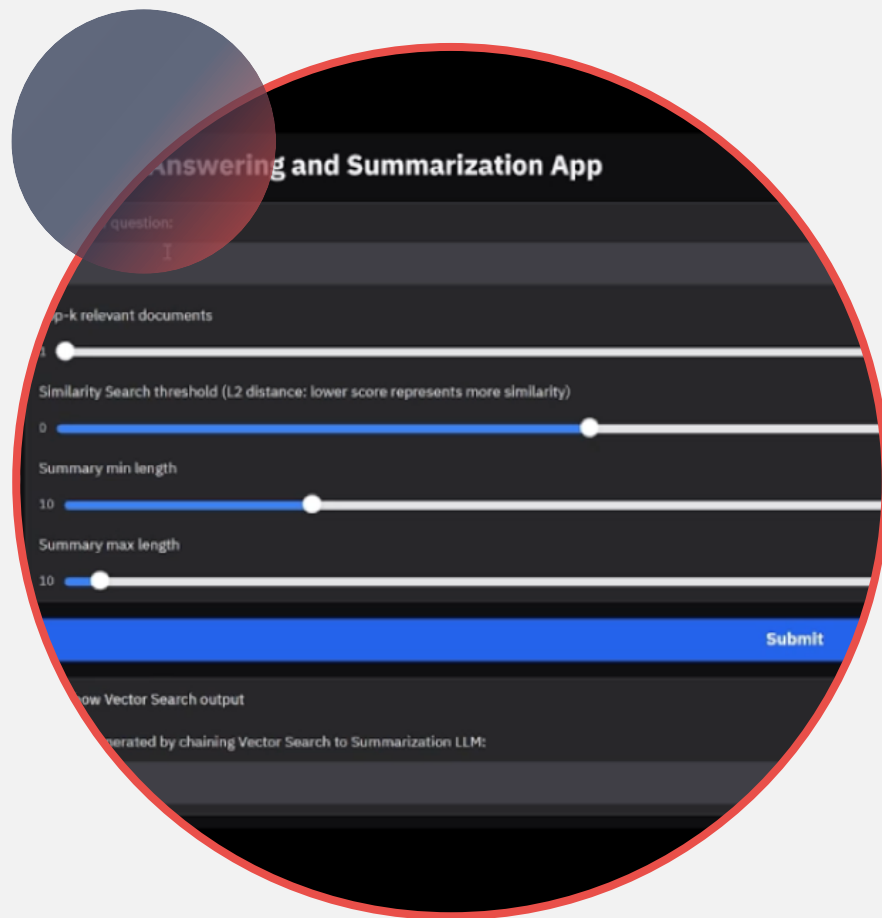 Answering and Summarization App
question:
relevant documents
1
Similarity Search threshold (L2 distance: lower score represents more similarity)
0
Summary min length
10
Summary max length
10
Submit
Vector Search output
by chaining Vector Search to Summarization LLM: